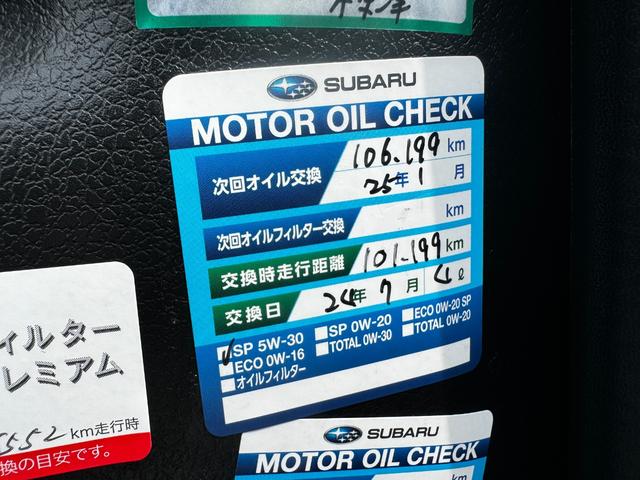 SUBARU
MOTOR OIL CHECK
次回オイル交換 106.199 km
25年 1 月
次回オイルフィルター交換 km
交換時走行距離 101.199 km
交換日 24年 7 月 4ℓ
SP 5W-30 SP 0W-20 ECO 0W-20 SP
ECO 0W-16 TOTAL 0W-30 TOTAL 0W-20
オイルフィルター
ィルター
レミアム
5552 km走行時
換の目安です。
SUBARU
MOTOR OIL CHECK
km